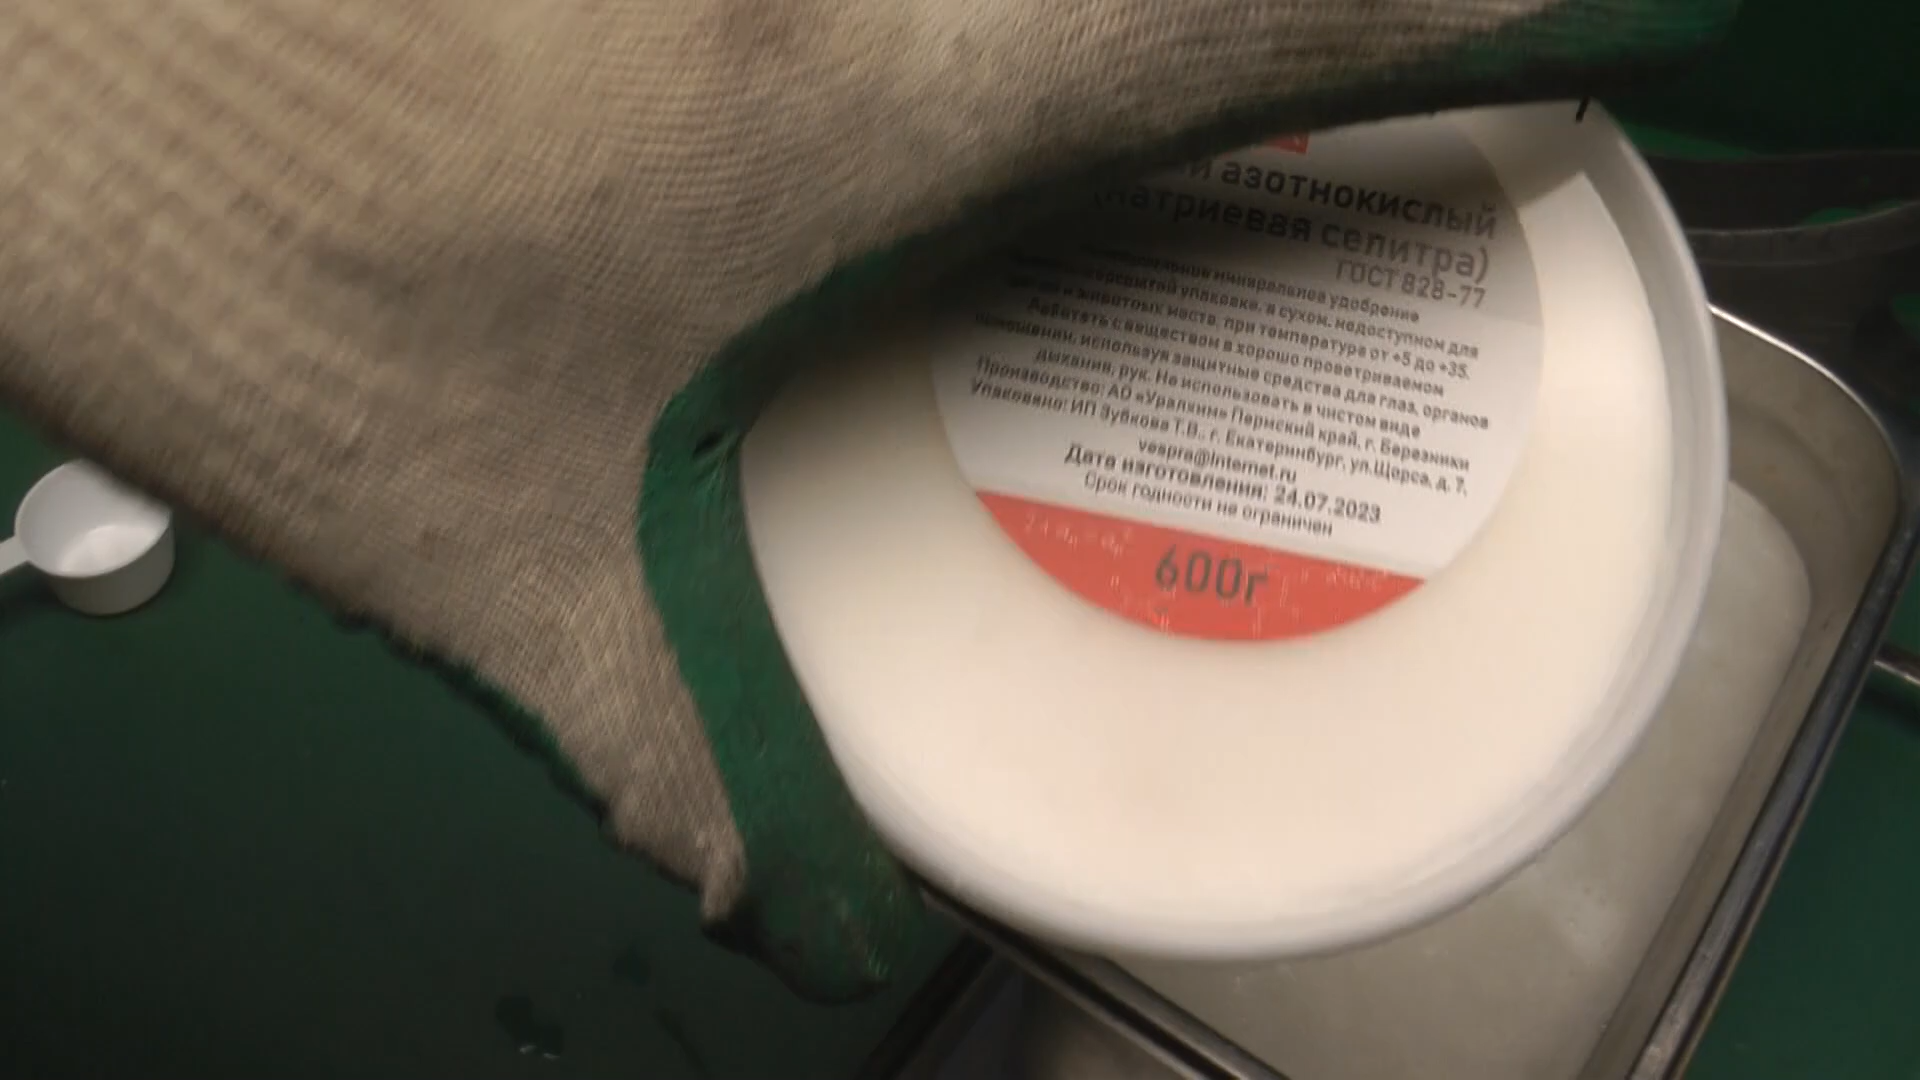 азотнокислый
(натриевая селитра)
ГОСТ 828-77
минеральное удобрение
упаковке, в сухом, недоступном для
и животных месте, при температуре от +5 до +35.
Работать с веществом в хорошо проветриваемом
помещении, используя защитные средства для глаз, органов
дыхания, рук. Не использовать в чистом виде
Производство: АО «Уралхим» Пермский край, г. Березники
Упаковано: ИП Зубкова Т.В., г. Екатеринбург, ул.Щорса, д. 7,
vespra@internet.ru
Дата изготовления: 24.07.2023
Срок годности не ограничен
600г